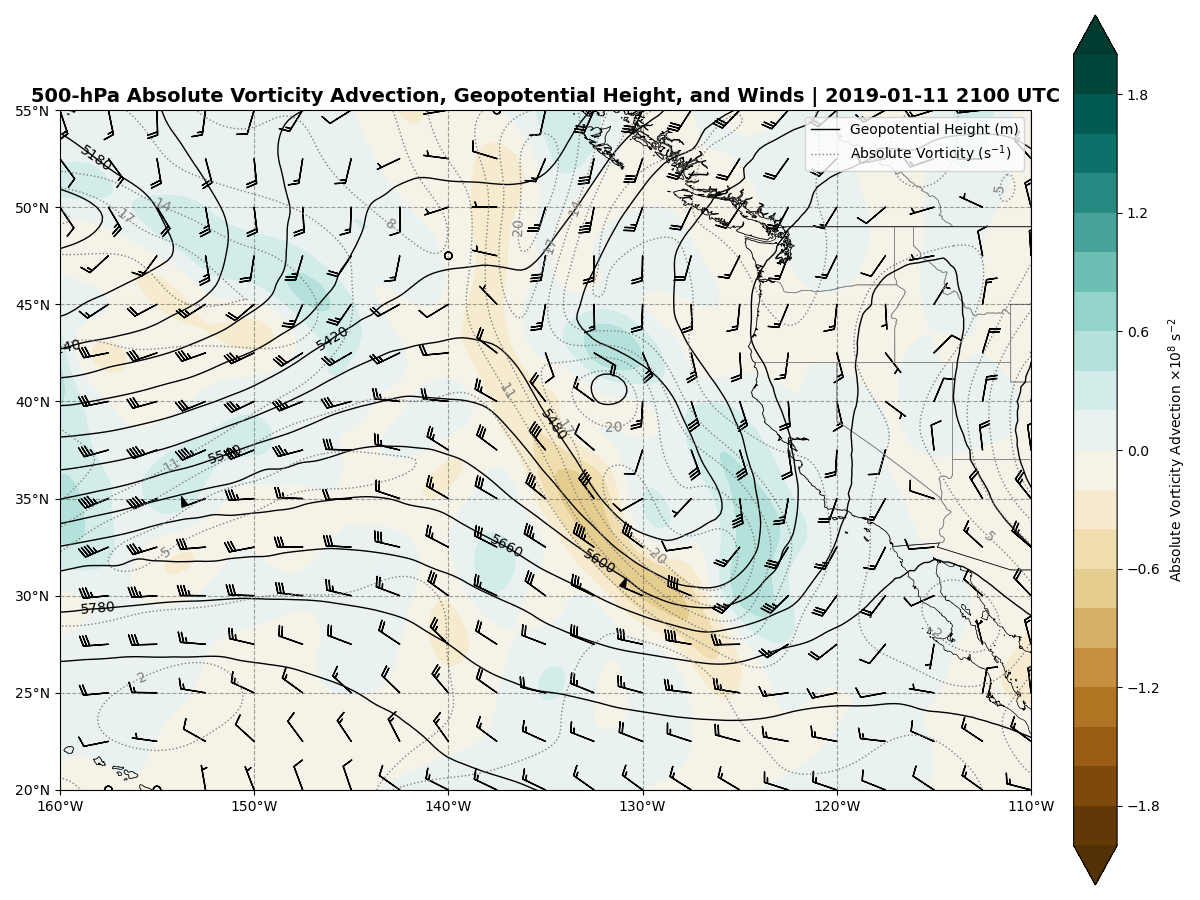 500-hPa Absolute Vorticity Advection, Geopotential Height, and Winds | 2019-01-11 2100 UTC
Geopotential Height (m)
Absolute Vorticity (s⁻¹)
55°N
50°N
45°N
40°N
35°N
30°N
25°N
20°N
160°W
150°W
140°W
130°W
120°W
110°W
5180
17
14
8
20
14
17
5
40
5420
11
5480
17
20
11
5540
5
5660
5600
20
5
5780
2
2
1.8
1.2
0.6
0.0
−0.6
−1.2
−1.8
Absolute Vorticity Advection ×10⁸ s⁻²